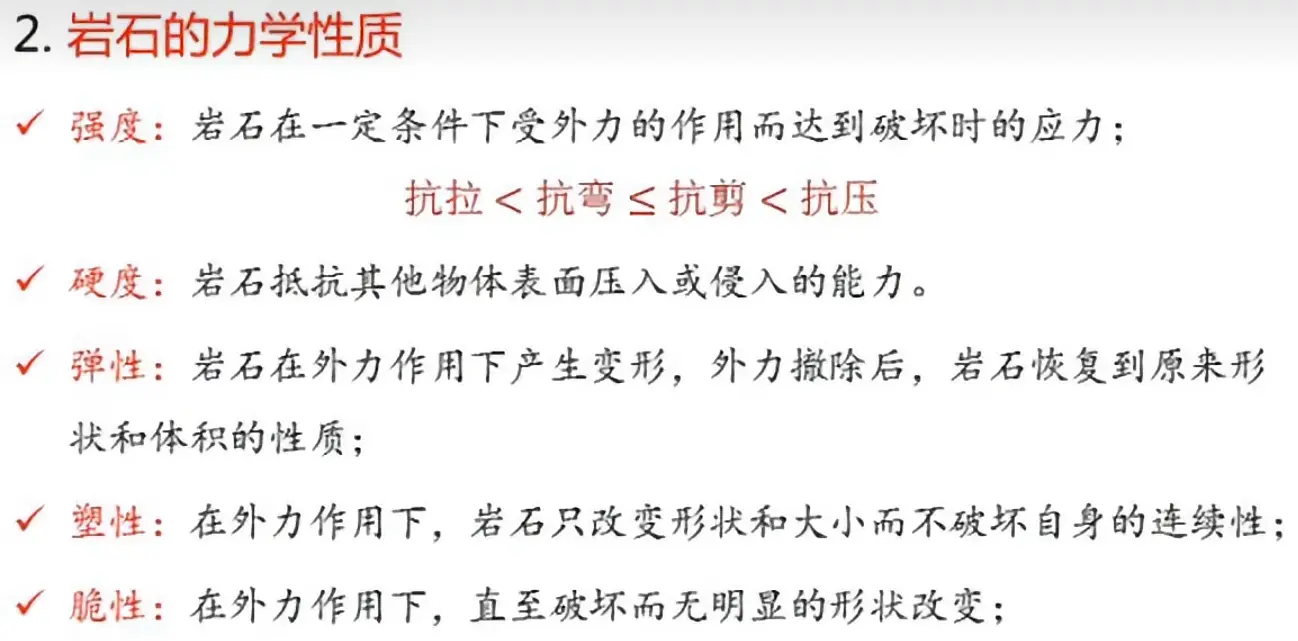 2. 岩石的力学性质
✓ 强度：岩石在一定条件下受外力的作用而达到破坏时的应力；
抗拉 < 抗弯 ≤ 抗剪 < 抗压
✓ 硬度：岩石抵抗其他物体表面压入或侵入的能力。
✓ 弹性：岩石在外力作用下产生变形，外力撤除后，岩石恢复到原来形
状和体积的性质；
✓ 塑性：在外力作用下，岩石只改变形状和大小而不破坏自身的连续性；
✓ 脆性：在外力作用下，直至破坏而无明显的形状改变；